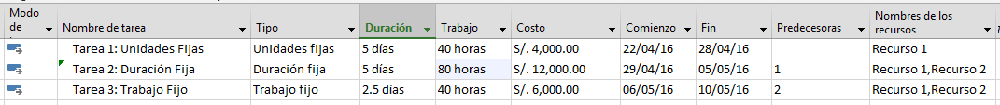 Modo de Nombre de tarea Tipo Duración Trabajo Costo Comienzo Fin Predecesoras Nombres de los recursos
Tarea 1: Unidades Fijas Unidades fijas 5 días 40 horas S/. 4,000.00 22/04/16 28/04/16 Recurso 1
Tarea 2: Duración Fija Duración fija 5 días 80 horas S/. 12,000.00 29/04/16 05/05/16 1 Recurso 1,Recurso 2
Tarea 3: Trabajo Fijo Trabajo fijo 2.5 días 40 horas S/. 6,000.00 06/05/16 10/05/16 2 Recurso 1,Recurso 2